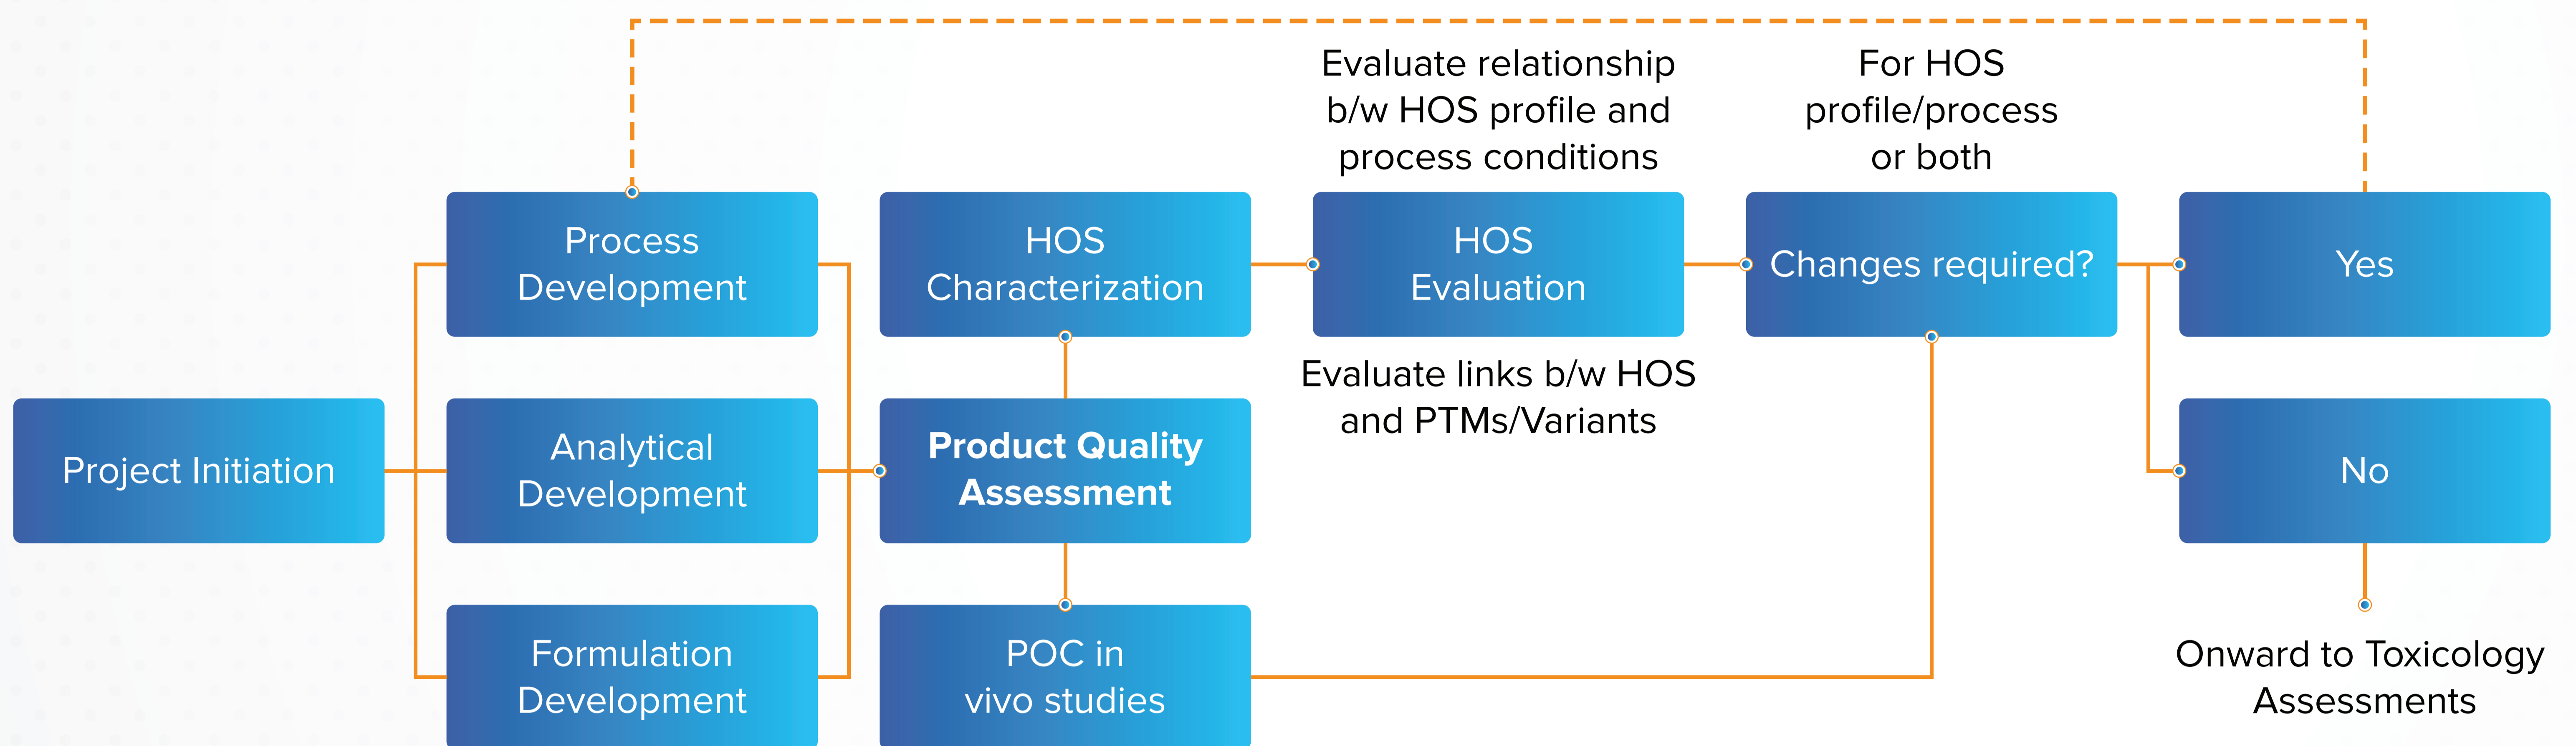 Project Initiation
Process
Development
Analytical
Development
Formulation
Development
HOS
Characterization
Product Quality
Assessment
POC in
vivo studies
Evaluate relationship
b/w HOS profile and
process conditions
HOS
Evaluation
Evaluate links b/w HOS
and PTMs/Variants
For HOS
profile/process
or both
Changes required?
Yes
No
Onward to Toxicology
Assessments